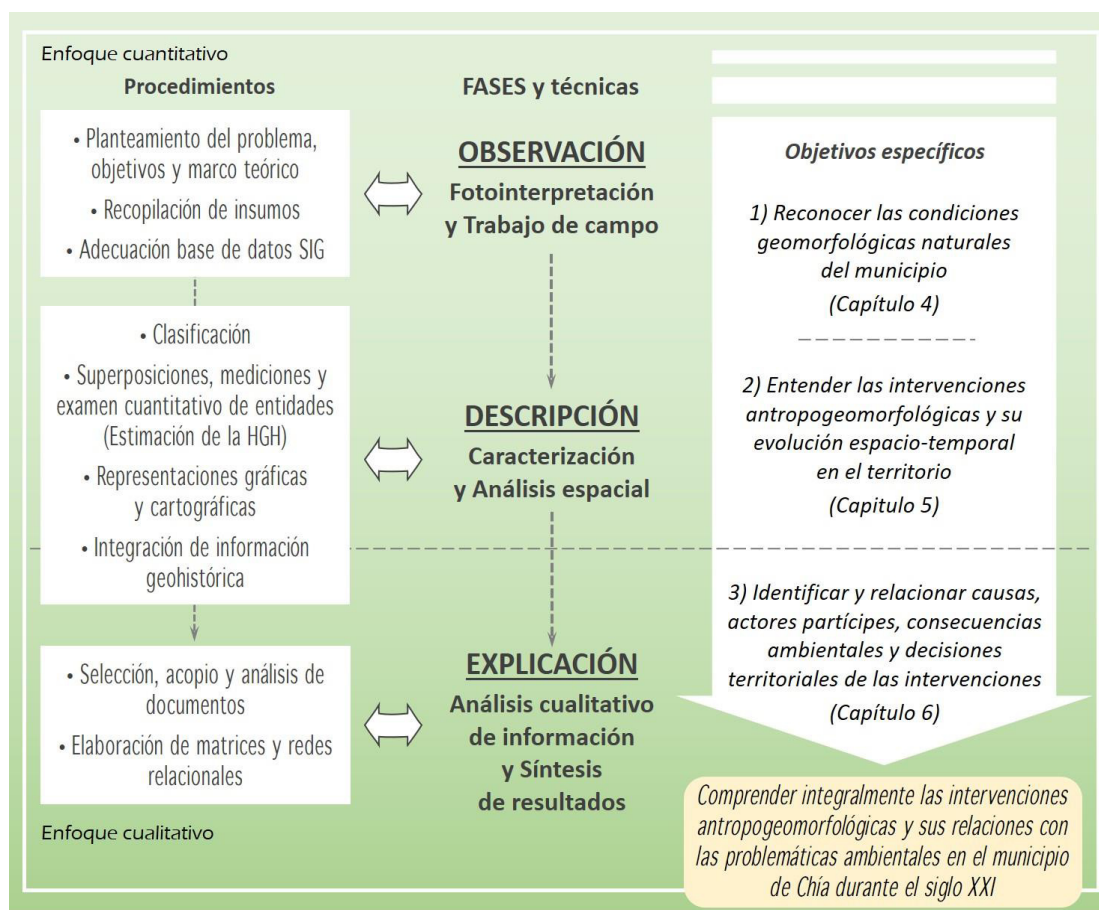 Enfoque cuantitativo
Procedimientos
• Planteamiento del problema,
objetivos y marco teórico
• Recopilación de insumos
• Adecuación base de datos SIG
• Clasificación
• Superposiciones, mediciones y
examen cuantitativo de entidades
(Estimación de la HGH)
• Representaciones gráficas
y cartográficas
• Integración de información
geohistórica
• Selección, acopio y análisis de
documentos
• Elaboración de matrices y redes
relacionales
Enfoque cualitativo
FASES y técnicas
OBSERVACIÓN
Fotointerpretación
y Trabajo de campo
DESCRIPCIÓN
Caracterización
y Análisis espacial
EXPLICACIÓN
Análisis cualitativo
de información
y Síntesis
de resultados
Objetivos específicos
1) Reconocer las condiciones
geomorfológicas naturales
del municipio
(Capítulo 4)
2) Entender las intervenciones
antropogeomorfológicas y su
evolución espacio-temporal
en el territorio
(Capitulo 5)
3) Identificar y relacionar causas,
actores partícipes, consecuencias
ambientales y decisiones
territoriales de las intervenciones
(Capítulo 6)
Comprender integralmente las intervenciones
antropogeomorfológicas y sus relaciones con
las problemáticas ambientales en el municipio
de Chía durante el siglo XXI